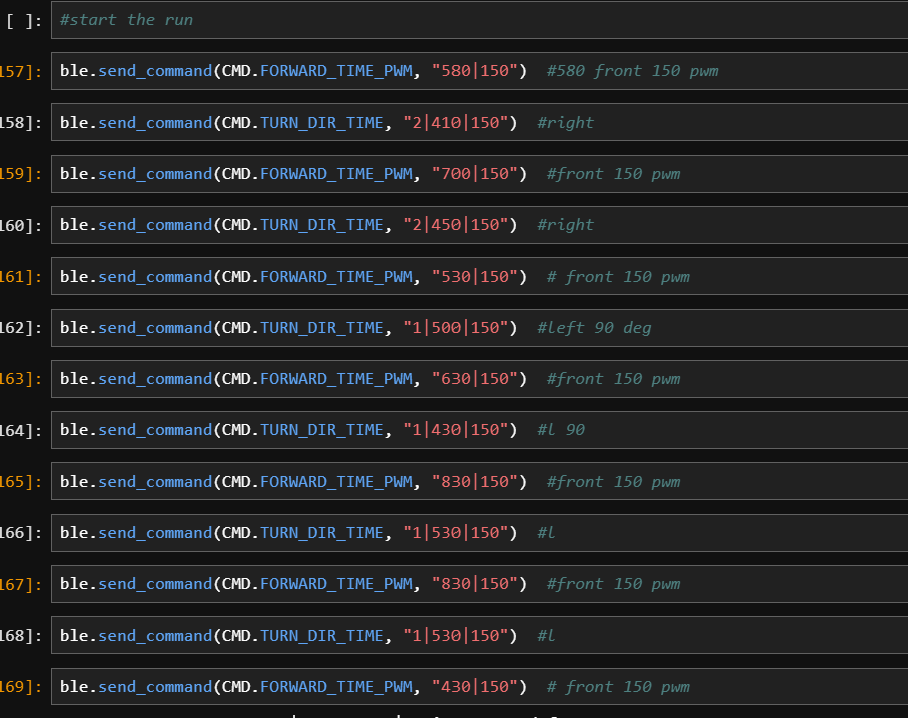 [ ]: #start the run
157]: ble.send_command(CMD.FORWARD_TIME_PWM, "580|150")  #580 front 150 pwm
158]: ble.send_command(CMD.TURN_DIR_TIME, "2|410|150")  #right
159]: ble.send_command(CMD.FORWARD_TIME_PWM, "700|150")  #front 150 pwm
160]: ble.send_command(CMD.TURN_DIR_TIME, "2|450|150")  #right
161]: ble.send_command(CMD.FORWARD_TIME_PWM, "530|150")  # front 150 pwm
162]: ble.send_command(CMD.TURN_DIR_TIME, "1|500|150")  #left 90 deg
163]: ble.send_command(CMD.FORWARD_TIME_PWM, "630|150")  #front 150 pwm
164]: ble.send_command(CMD.TURN_DIR_TIME, "1|430|150")  #l 90
165]: ble.send_command(CMD.FORWARD_TIME_PWM, "830|150")  #front 150 pwm
166]: ble.send_command(CMD.TURN_DIR_TIME, "1|530|150")  #l
167]: ble.send_command(CMD.FORWARD_TIME_PWM, "830|150")  #front 150 pwm
168]: ble.send_command(CMD.TURN_DIR_TIME, "1|530|150")  #l
169]: ble.send_command(CMD.FORWARD_TIME_PWM, "430|150")  # front 150 pwm